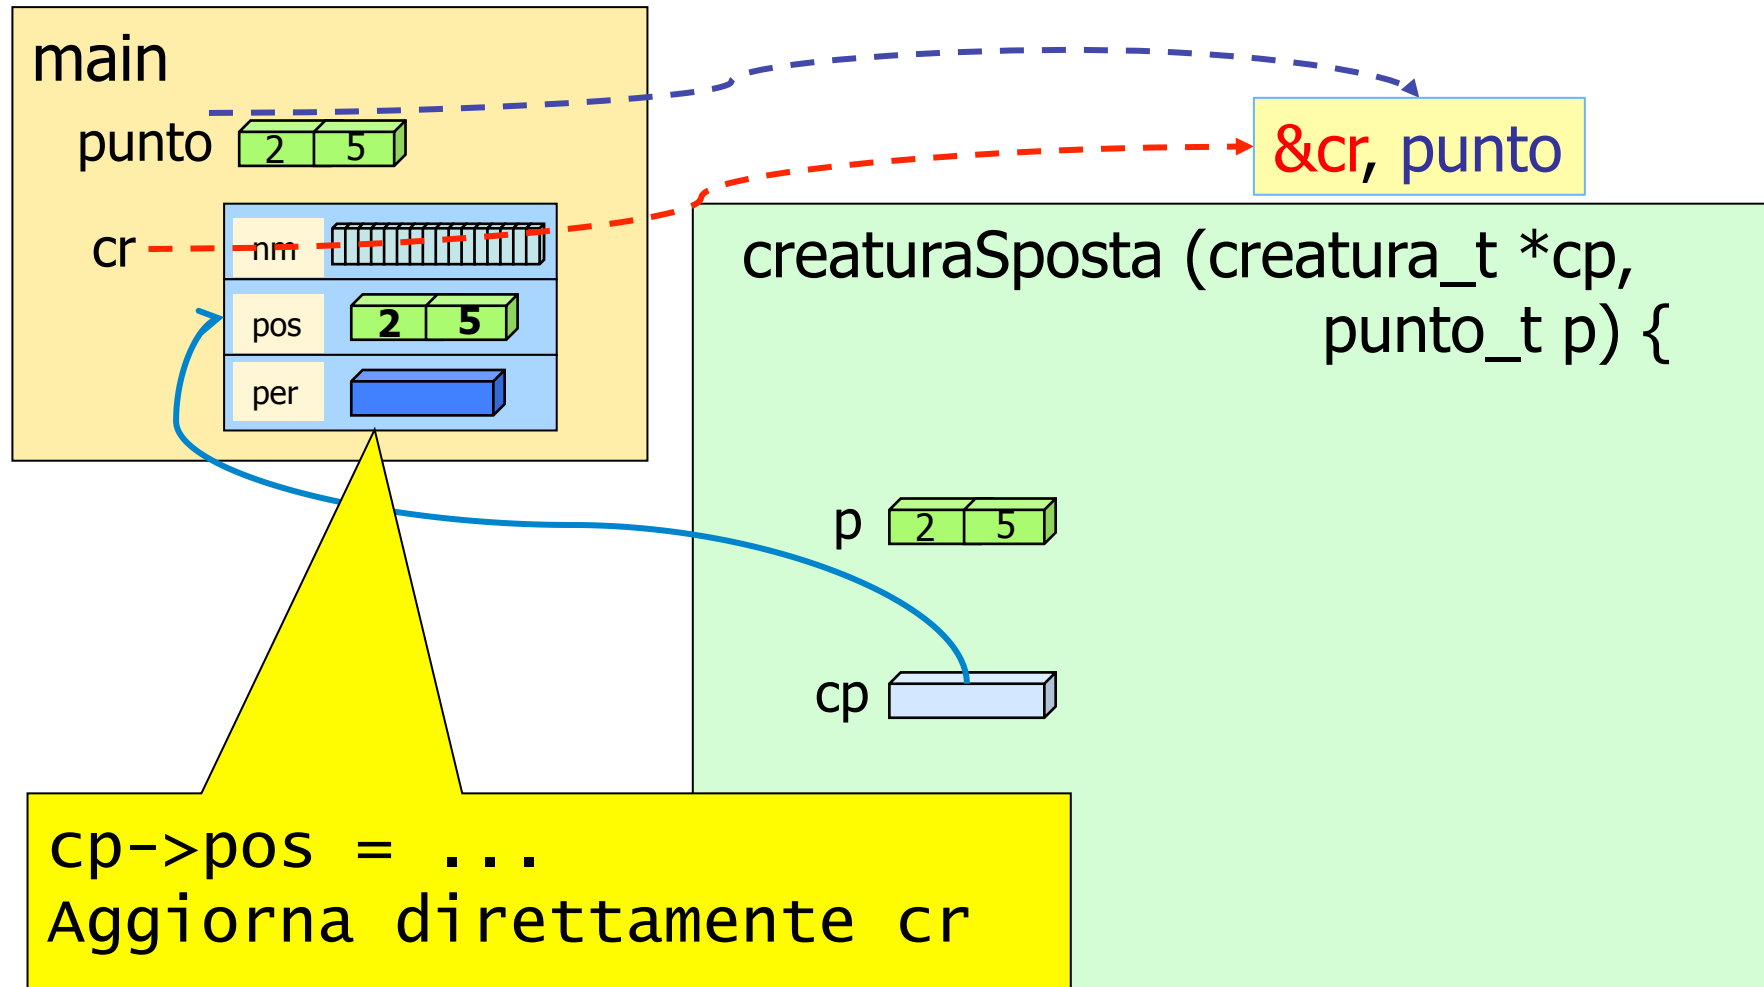 main
punto 2 5
&cr, punto
cr nm
creaturaSposta (creatura_t *cp,
punto_t p) {
pos 2 5
per
p 2 5
cp
cp->pos = ...
Aggiorna direttamente cr